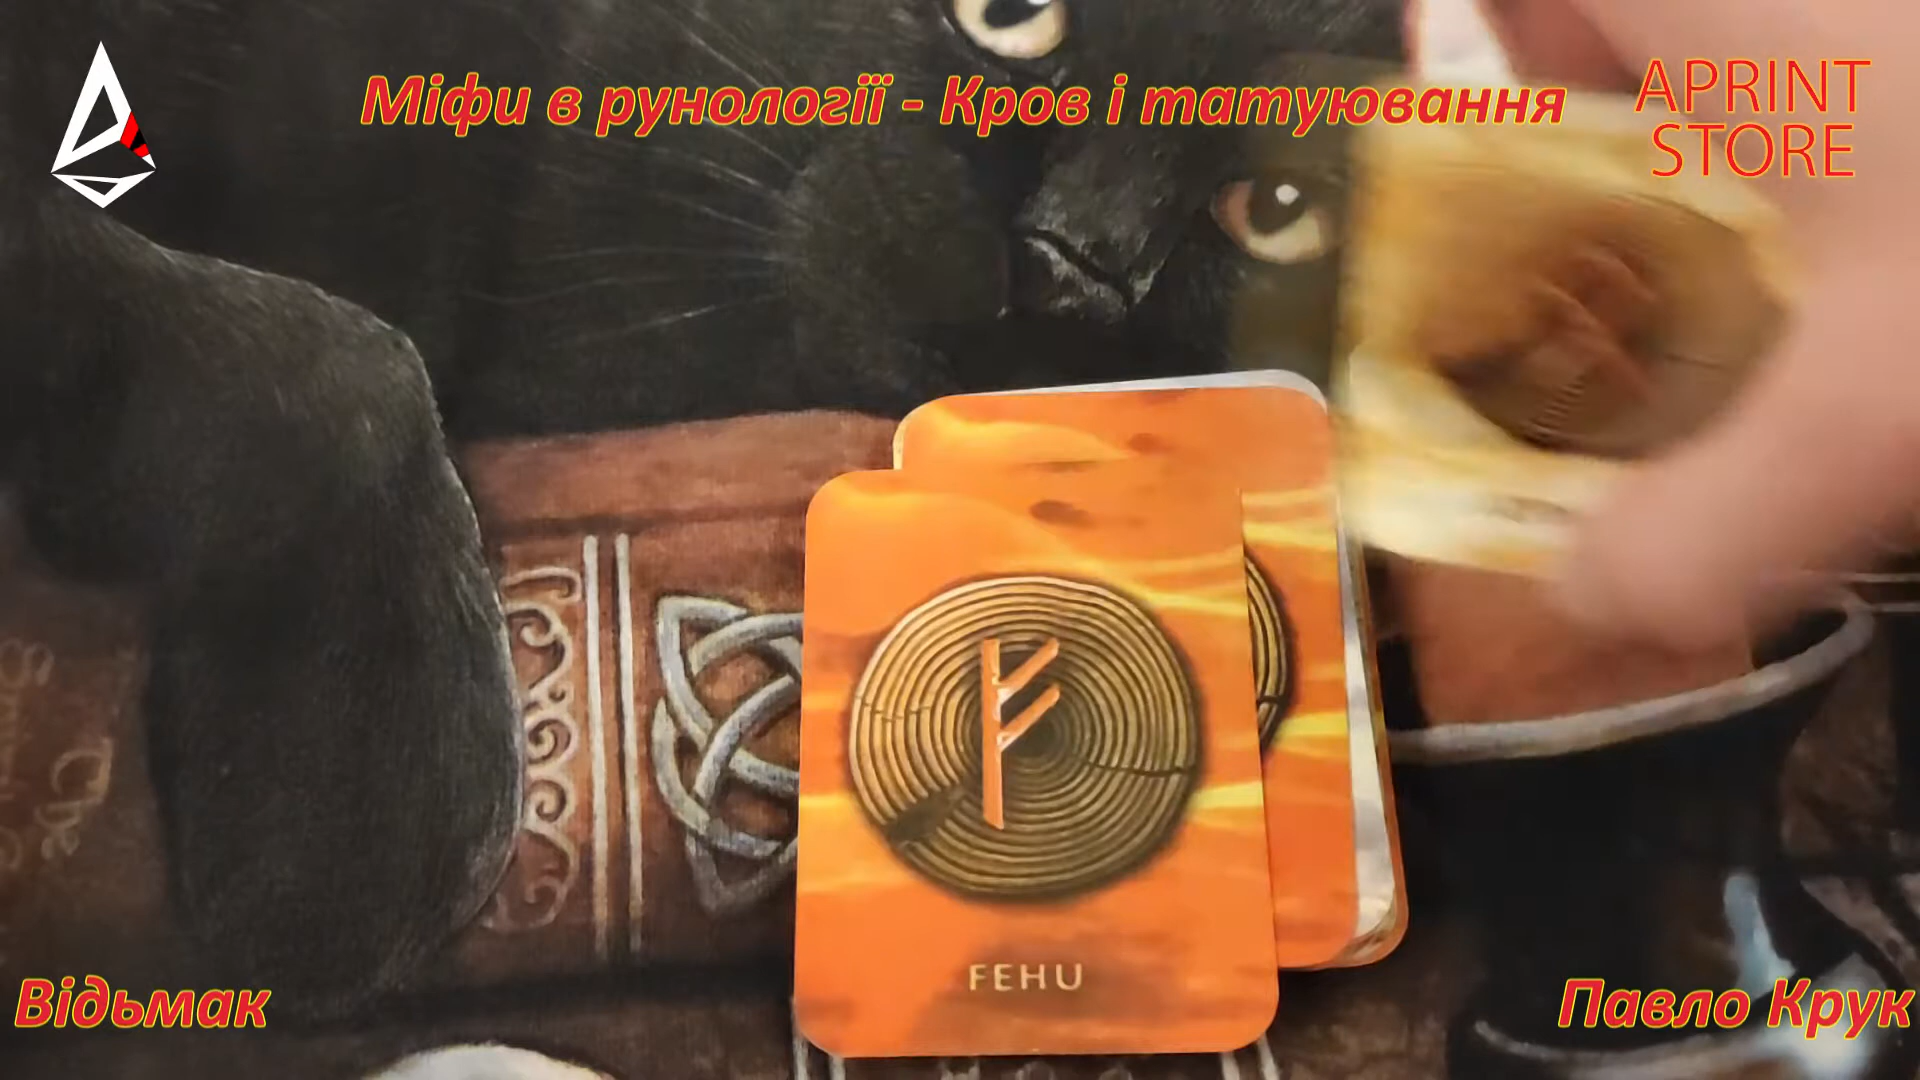 Міфи в рунології - Кров і татуювання
APRINT
STORE
FEHU
Відьмак
Павло Крук